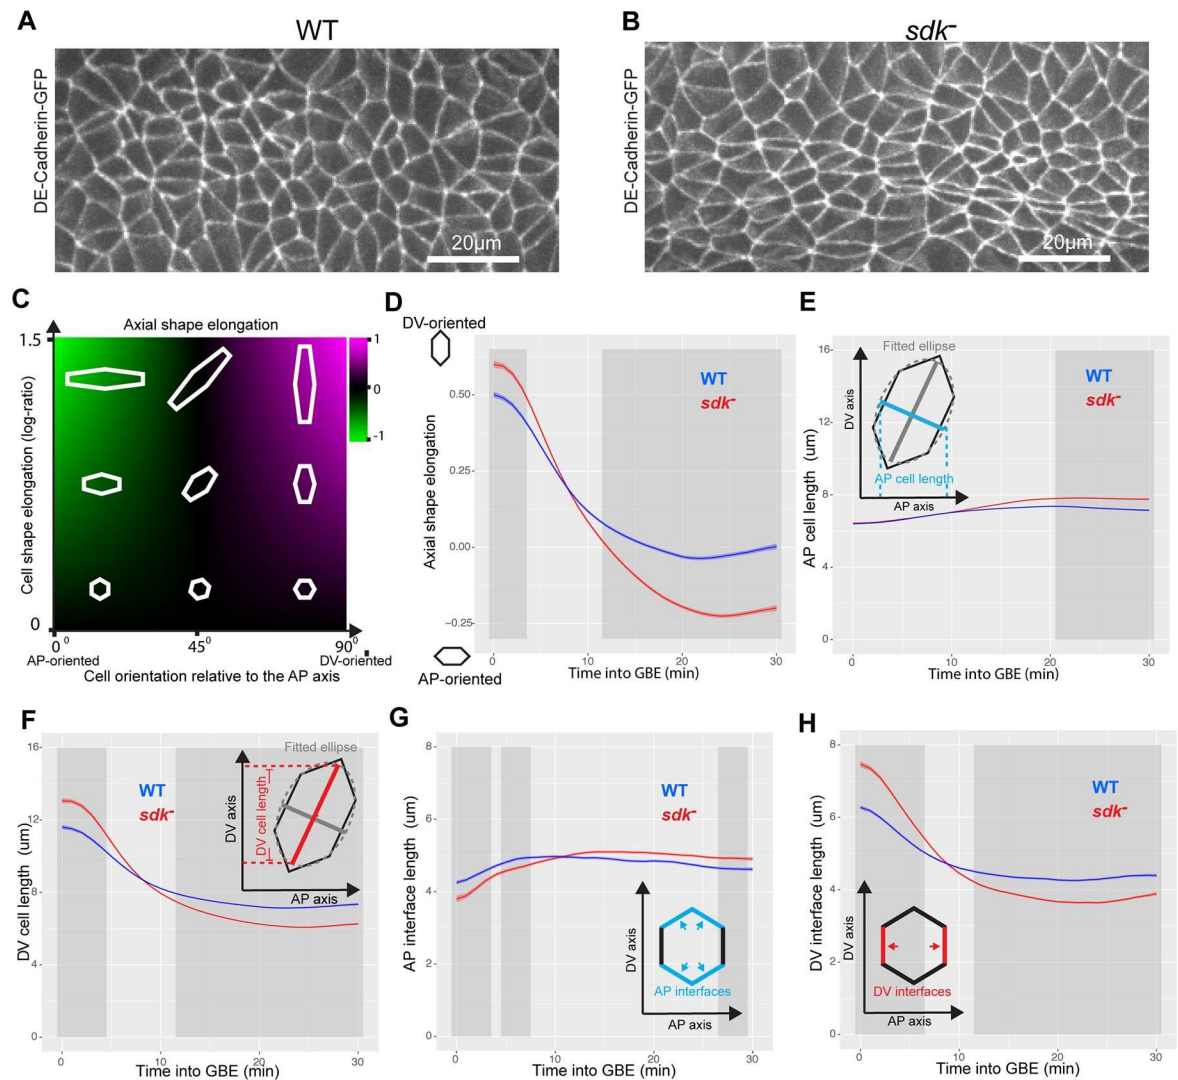 A
WT
DE-Cadherin-GFP
20μm
B
sdk-
DE-Cadherin-GFP
20μm
C
Axial shape elongation
1.5
0
Cell shape elongation (log-ratio)
1
0
-1
0⁰
45⁰
90⁰
AP-oriented
DV-oriented
Cell orientation relative to the AP axis
D
DV-oriented
Axial shape elongation
0.50
0.25
0.00
−0.25
WT
sdk-
AP-oriented
0
10
20
30
Time into GBE (min)
E
AP cell length (um)
16
12
8
4
0
Fitted ellipse
DV axis
AP cell length
AP axis
WT
sdk-
0
10
20
30
Time into GBE (min)
F
DV cell length (um)
16
12
8
4
0
WT
sdk-
Fitted ellipse
DV axis
DV cell length
AP axis
0
10
20
30
Time into GBE (min)
G
AP interface length (um)
8
6
4
2
0
WT
sdk-
DV axis
AP interfaces
AP axis
0
10
20
30
Time into GBE (min)
H
DV interface length (um)
8
6
4
2
0
WT
sdk-
DV axis
DV interfaces
AP axis
0
10
20
30
Time into GBE (min)